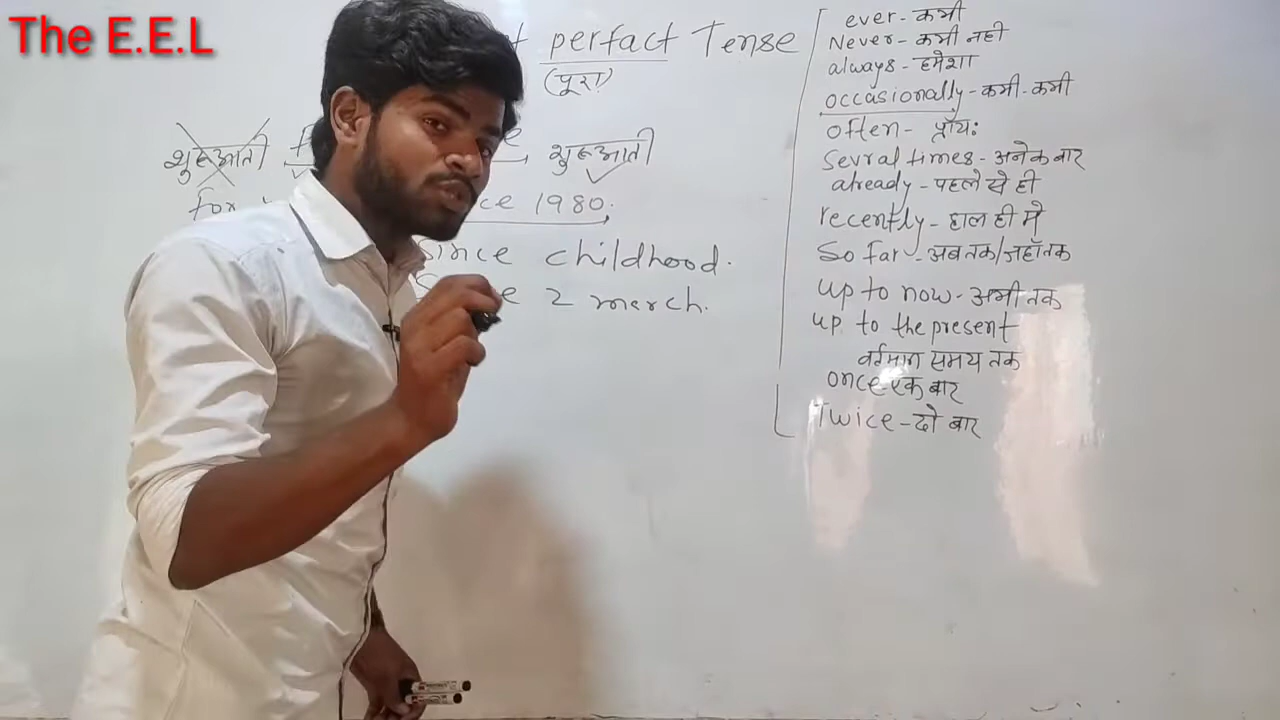 The E.E.L
perfact Tense
(पूरा)
शुरूआती
शुरूआती
for
ce 1980.
Since childhood.
2 march.
ever - कभी
Never - कभी नही
always - हमेशा
occasionally - कभी-कभी
often - प्रॉय:
Sevral times - अनेक बार
already - पहले से ही
recently - हाल ही मे
So far - अबतक/जहाँतक
up to now - अभी तक
up to the present
वर्तमान समय तक
once - एक बार
Twice - दो बार